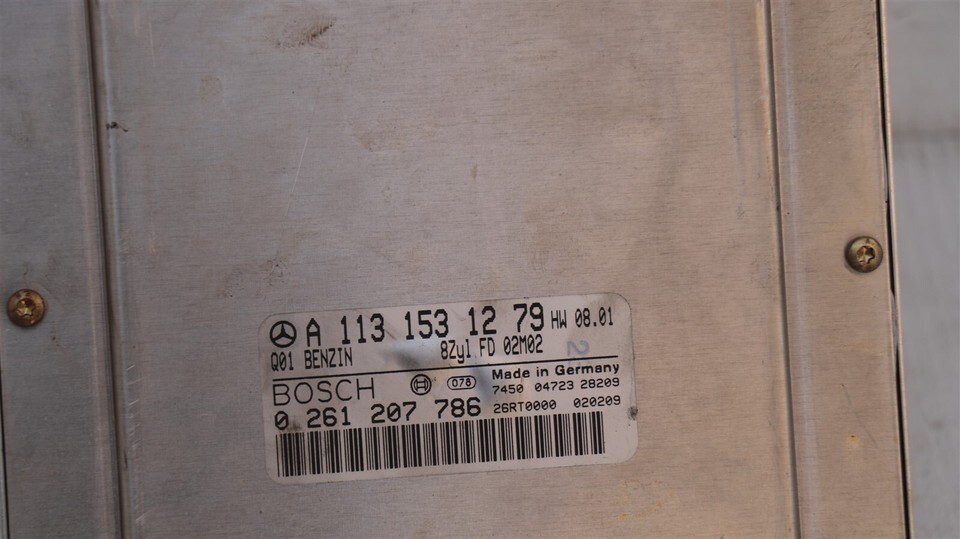 A 113 153 12 79 HW 08.01
Q01 BENZIN 8Zyl FD 02M02
BOSCH 078 Made in Germany
7450 04723 28209
0 261 207 786 26RT0000 020209